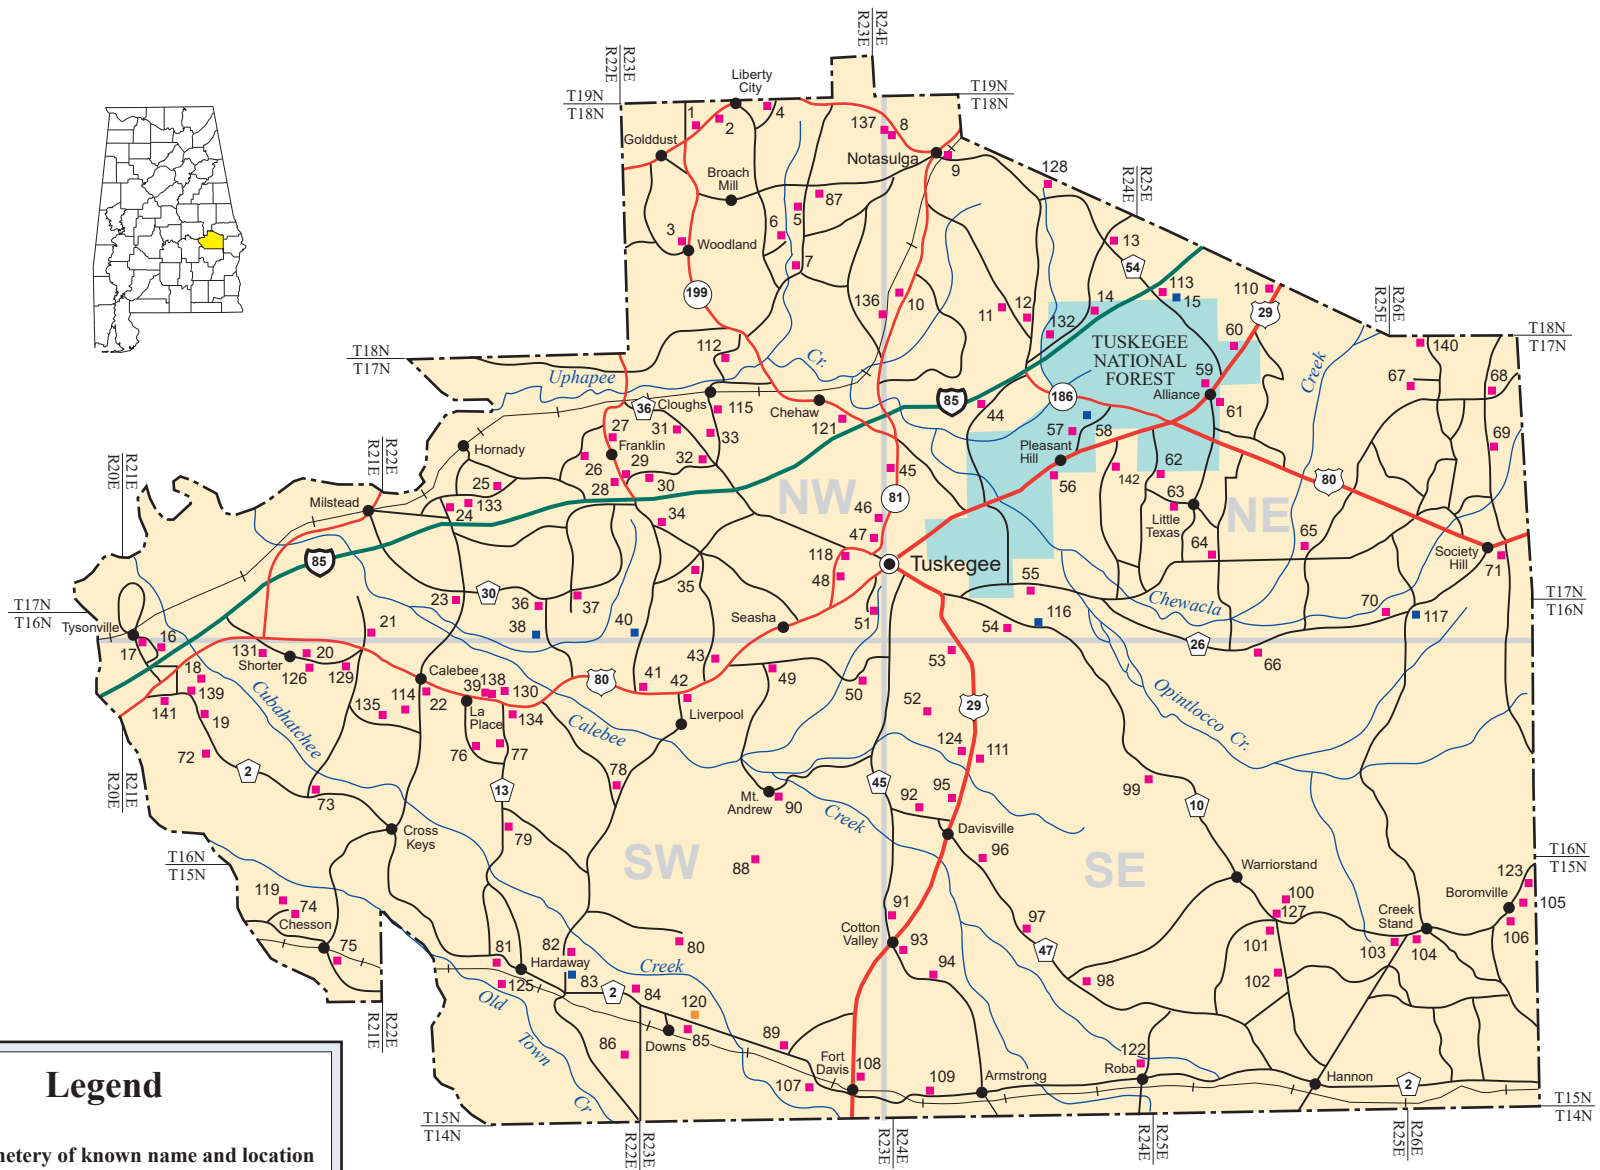 R23E
R24E
R22E
R23E
T19N
T18N
Liberty
City
T19N
T18N
1
2
4
137
8
Golddust
Notasulga
9
Broach
Mill
128
R24E
R25E
87
5
6
3
Woodland
7
13
54
199
136
10
11
12
132
14
113
15
110
29
R25E
R26E
T18N
T17N
TUSKEGEE
NATIONAL
FOREST
60
140
T18N
T17N
112
Cr.
Uphapee
Creek
59
67
68
36
Cloughs
115
Chehaw
121
85
44
186
Alliance
61
27
31
33
57
58
69
Hornady
Franklin
26
29
32
28
30
Pleasant
Hill
56
142
62
45
R21E
R22E
R20E
R21E
25
133
24
Milstead
NW
81
46
47
34
63
Little
Texas
NE
80
65
64
Society
Hill
71
85
118
48
Tuskegee
35
55
T17N
T16N
23
30
36
37
38
40
Seasha
51
54
116
Chewacla
70
117
T17N
T16N
Tysonville
17
16
21
131
Shorter
20
126
129
43
53
26
66
18
139
141
19
Calebee
39
138
130
22
La
Place
134
135
114
80
41
42
49
50
52
29
Liverpool
Cubahatchee
Calebee
Opintlocco Cr.
72
2
76
77
124
111
73
13
78
Mt.
Andrew
90
45
92
95
99
10
R20E
R21E
Cross
Keys
79
Creek
Davisville
96
T16N
T15N
SW
88
SE
T16N
T15N
Warriorstand
123
119
74
Chesson
75
91
Cotton
Valley
93
97
100
127
101
102
Creek
Stand
103
104
Boromville
105
106
47
94
98
81
125
82
Hardaway
83
80
Creek
2
84
120
85
Downs
86
Old
Town
Cr
R21E
R22E
89
107
Fort
Davis
108
109
Armstrong
122
Roba
Hannon
2
T15N
T14N
T15N
T14N
R22E
R23E
R23E
R24E
R24E
R25E
R25E
R26E
Legend
netery of known name and location